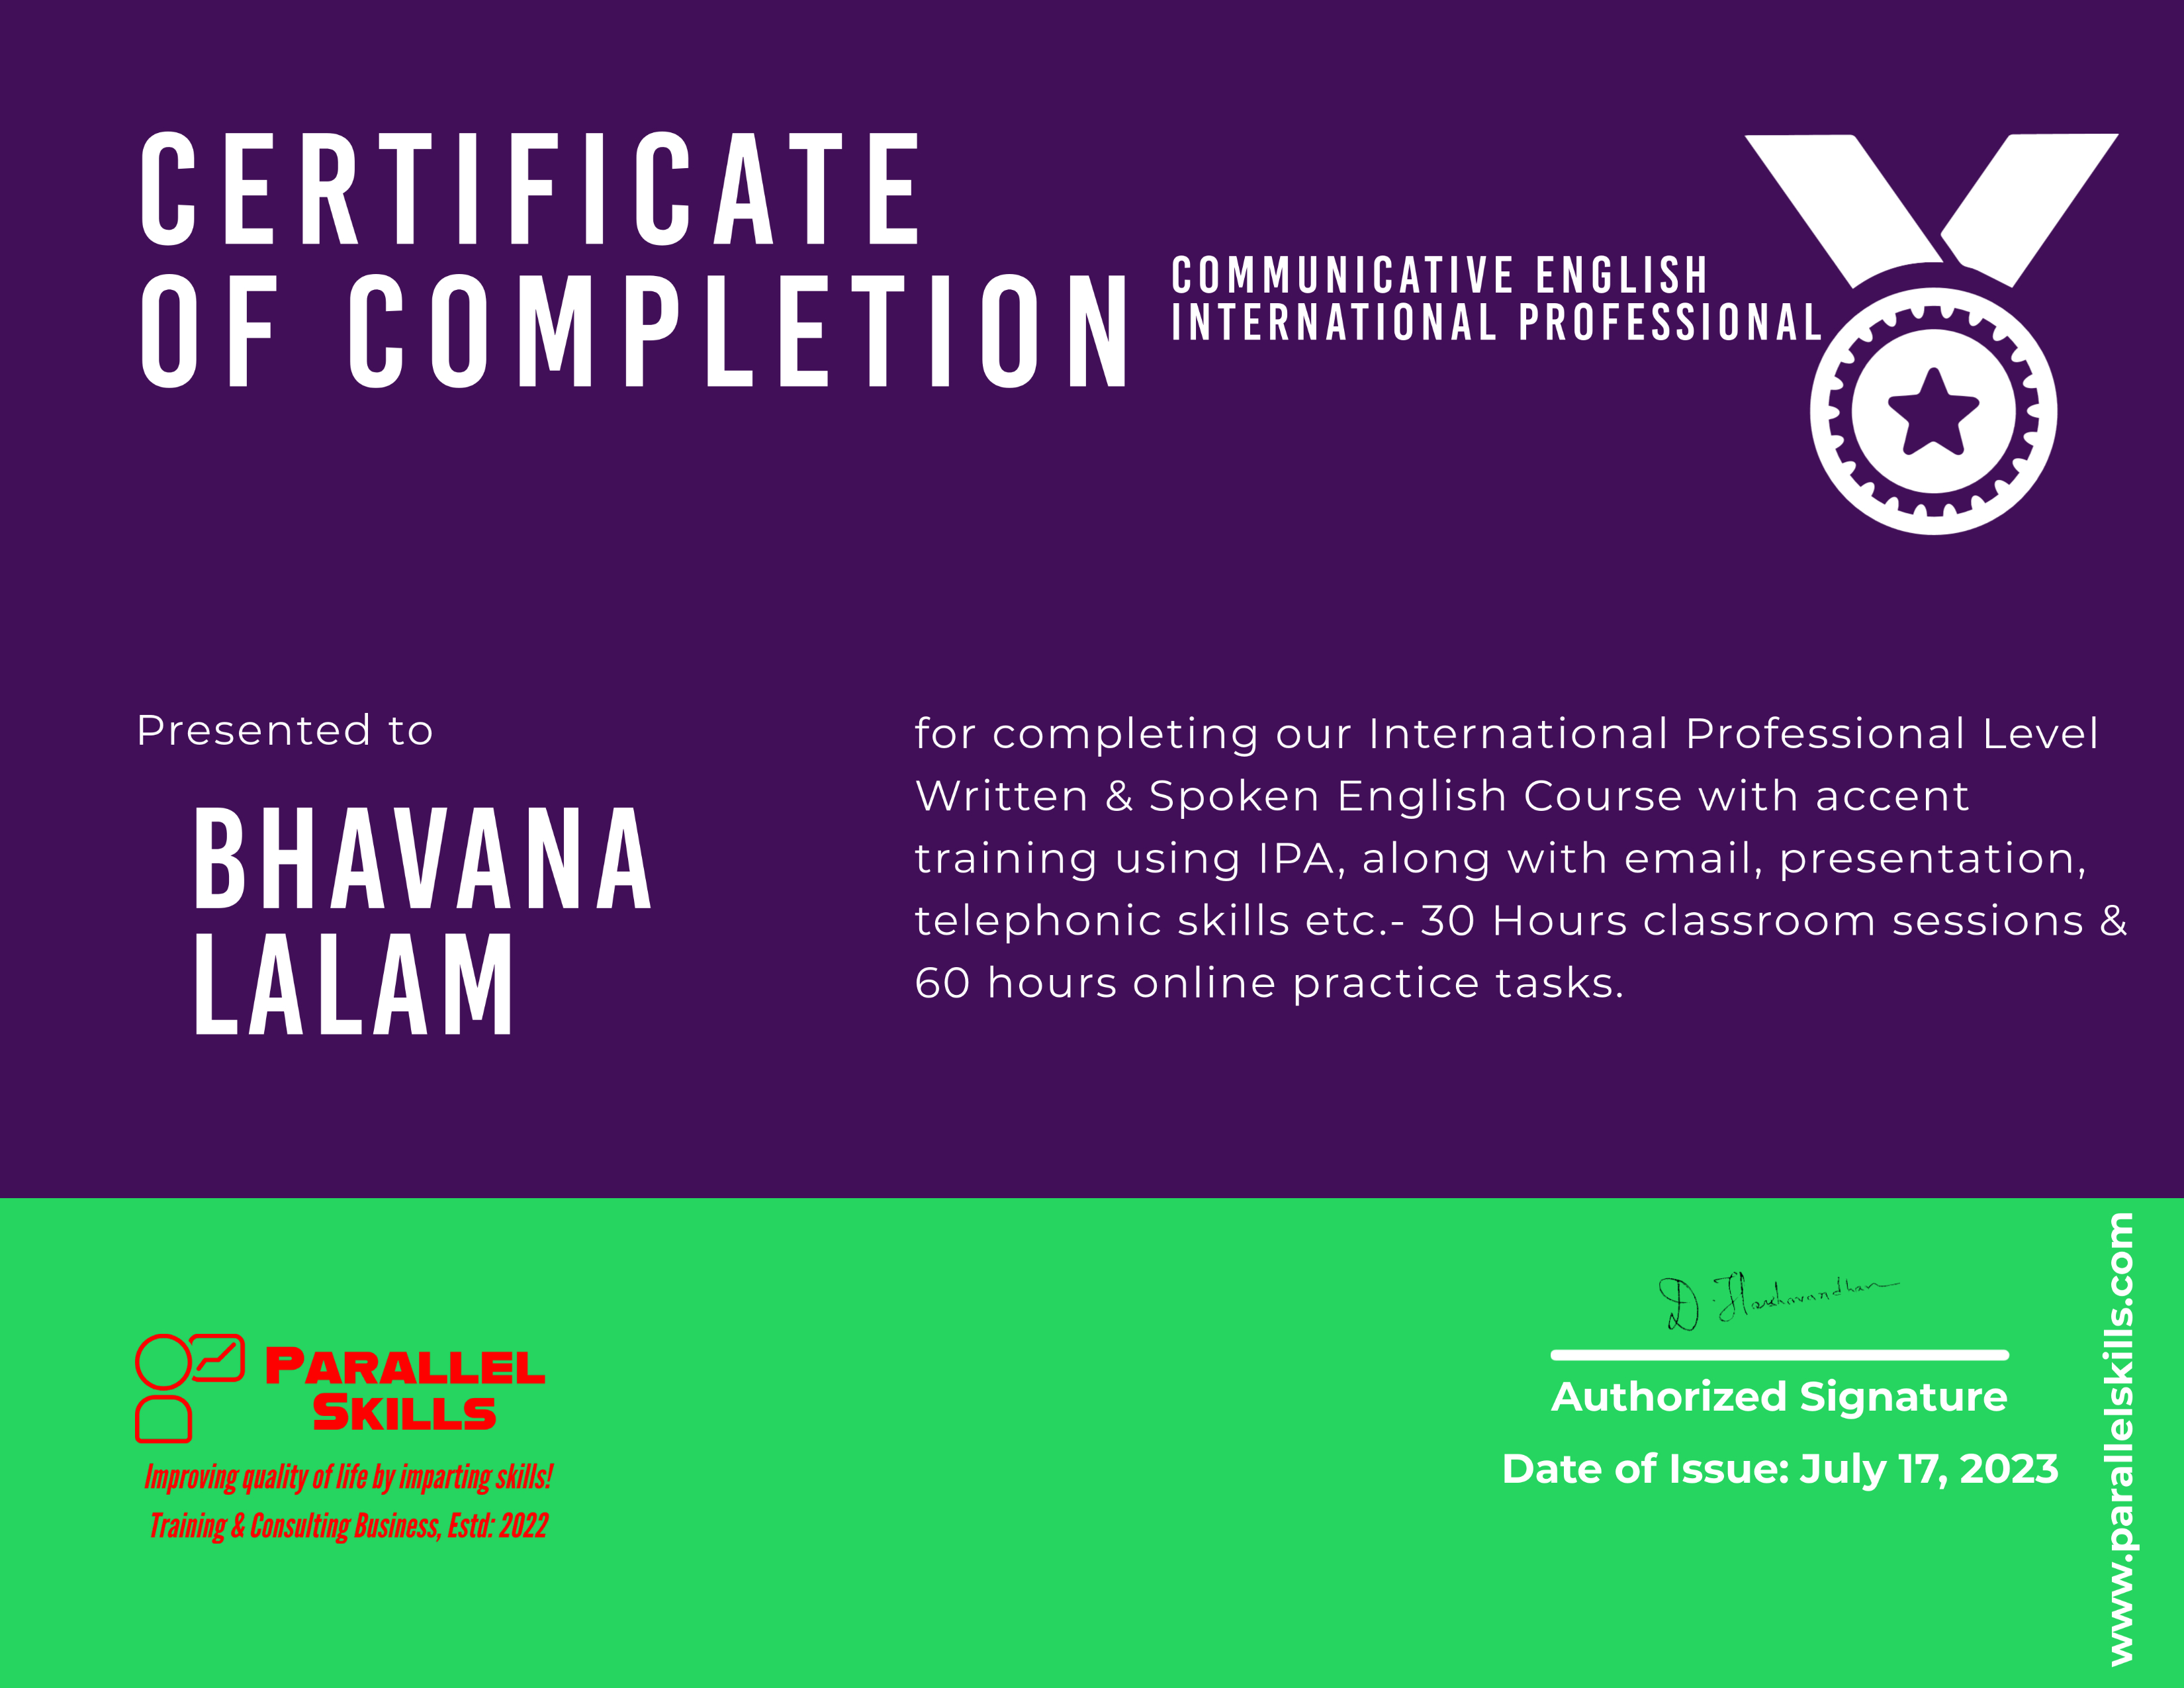 CERTIFICATE
OF COMPLETION
COMMUNICATIVE ENGLISH
INTERNATIONAL PROFESSIONAL
Presented to
BHAVANA
LALAM
for completing our International Professional Level
Written & Spoken English Course with accent
training using IPA, along with email, presentation,
telephonic skills etc.- 30 Hours classroom sessions &
60 hours online practice tasks.
PARALLEL
SKILLS
Improving quality of life by imparting skills!
Training & Consulting Business, Estd: 2022
D. Harshavardhan
Authorized Signature
Date of Issue: July 17, 2023
www.parallelskills.com